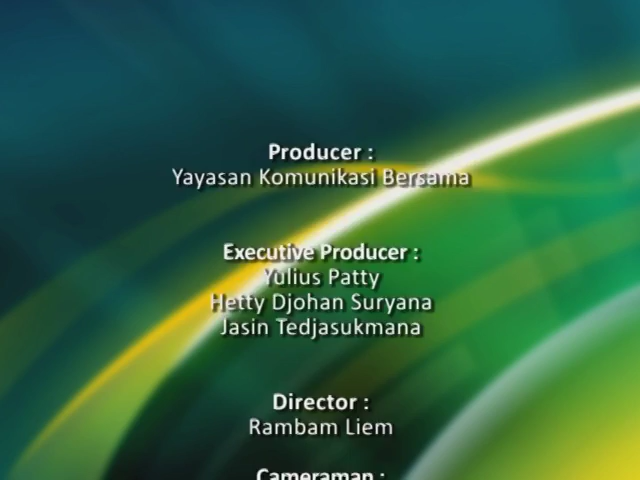 Producer :
Yayasan Komunikasi Bersama
Executive Producer :
Yulius Patty
Hetty Djohan Suryana
Jasin Tedjasukmana
Director :
Rambam Liem
Cameraman :